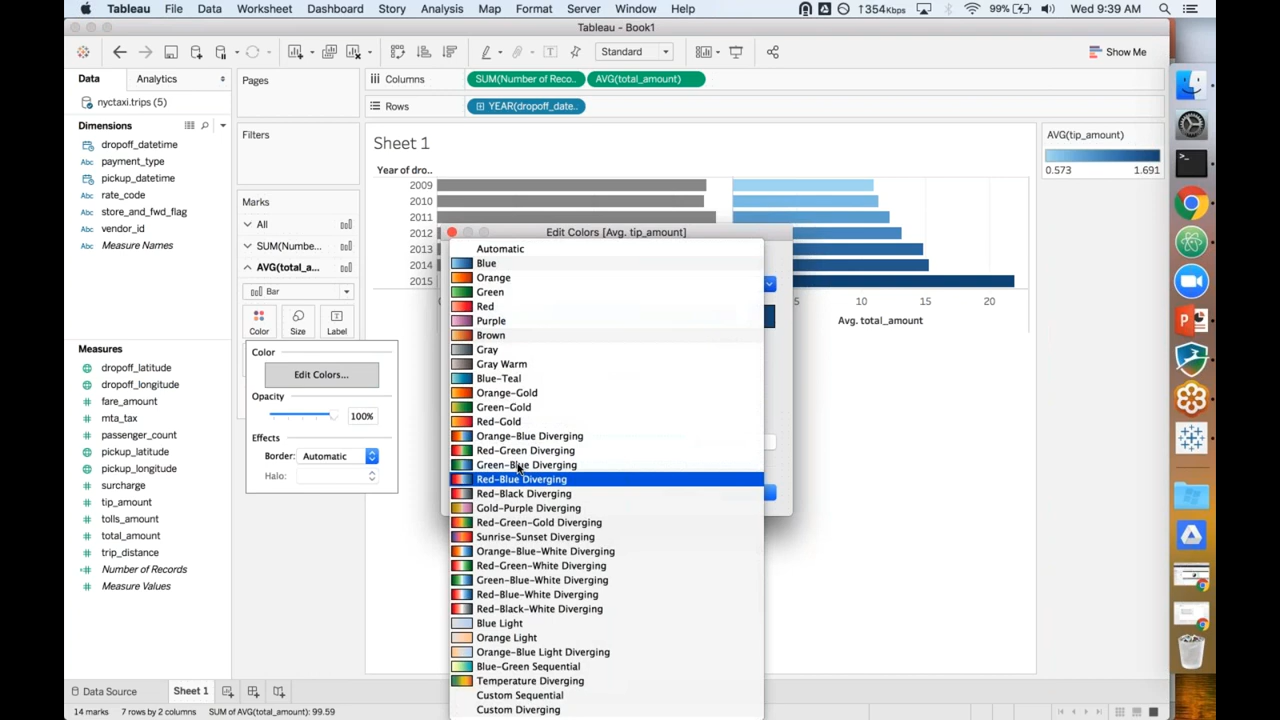 Tableau File Data Worksheet Dashboard Story Analysis Map Format Server Window Help 1354Kbps 99% Wed 9:39 AM
Tableau - Book1
Standard Show Me
Data Analytics
Pages
Columns SUM(Number of Reco.. AVG(total_amount)
nyctaxi.trips (5)
Rows YEAR(dropoff_date..
Dimensions
Filters
Sheet 1
AVG(tip_amount)
0.573 1.691
Abc payment_type
dropoff_datetime
pickup_datetime
Abc rate_code
Abc store_and_fwd_flag
Abc vendor_id
Abc Measure Names
Marks
All
SUM(Numbe...
AVG(total_a...
Bar
Color Size Label
Year of dro..
2009
2010
2011
2012
2013
2014
2015
5 10 15 20
Avg. total_amount
Color
Edit Colors...
Opacity
100%
Effects
Border: Automatic
Halo:
Edit Colors [Avg. tip_amount]
Automatic
Blue
Orange
Green
Red
Purple
Brown
Gray
Gray Warm
Blue-Teal
Orange-Gold
Green-Gold
Red-Gold
Orange-Blue Diverging
Red-Green Diverging
Green-Blue Diverging
Red-Blue Diverging
Red-Black Diverging
Gold-Purple Diverging
Red-Green-Gold Diverging
Sunrise-Sunset Diverging
Orange-Blue-White Diverging
Red-Green-White Diverging
Green-Blue-White Diverging
Red-Blue-White Diverging
Red-Black-White Diverging
Blue Light
Orange Light
Orange-Blue Light Diverging
Blue-Green Sequential
Temperature Diverging
Custom Sequential
Custom Diverging
Measures
dropoff_latitude
dropoff_longitude
fare_amount
mta_tax
passenger_count
pickup_latitude
pickup_longitude
surcharge
tip_amount
tolls_amount
total_amount
trip_distance
Number of Records
Measure Values
Data Source Sheet 1
14 marks 7 rows by 2 columns SUM of AVG(total_amount): 99.59